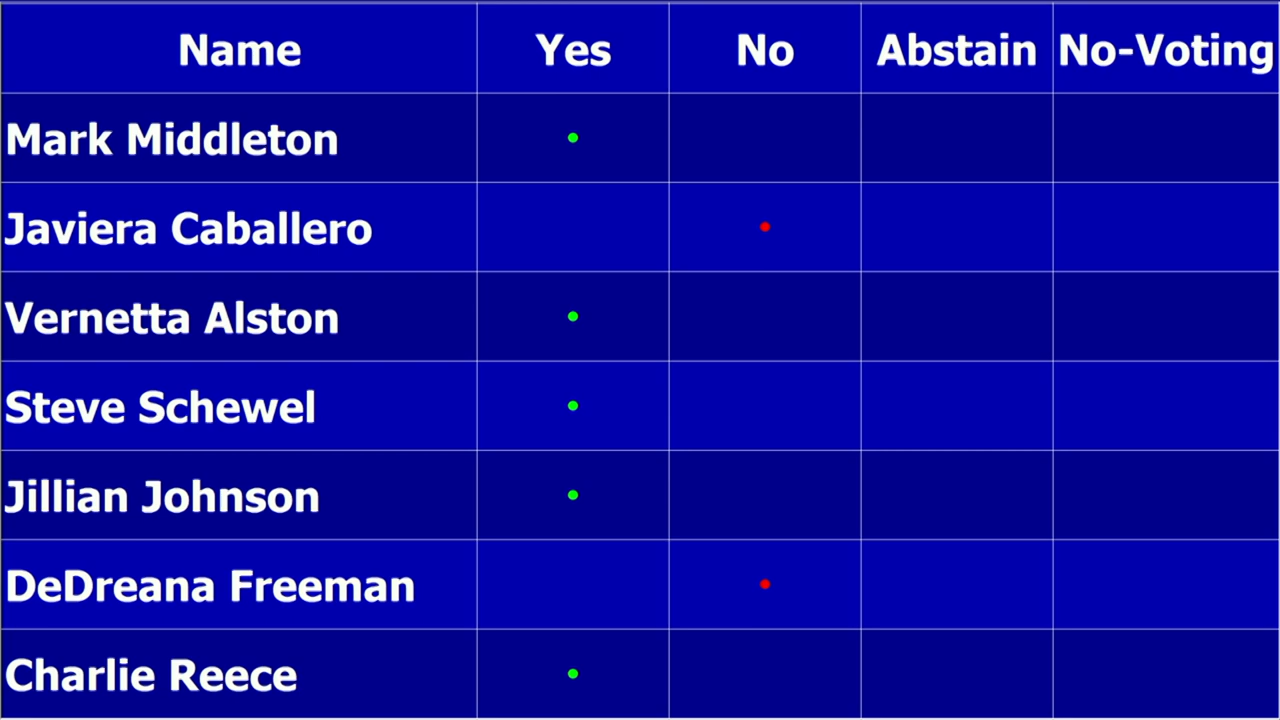 Name Yes No Abstain No-Voting
Mark Middleton
Javiera Caballero
Vernetta Alston
Steve Schewel
Jillian Johnson
DeDreana Freeman
Charlie Reece